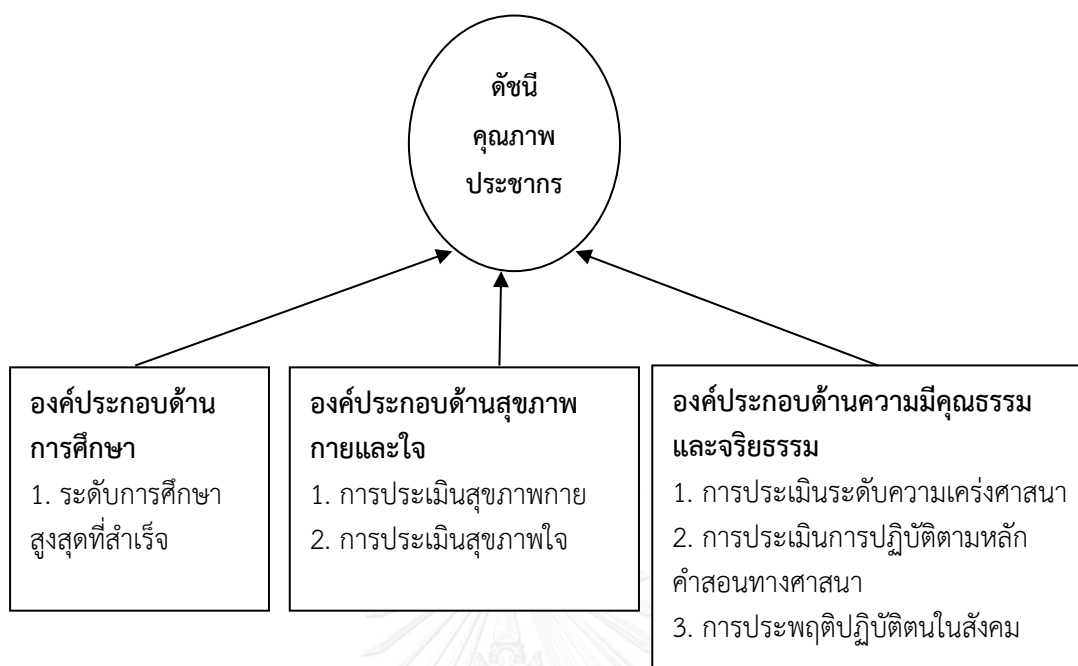 ดัชนี
คุณภาพ
ประชากร
องค์ประกอบด้าน
การศึกษา
1. ระดับการศึกษา
สูงสุดที่สำเร็จ
องค์ประกอบด้านสุขภาพ
กายและใจ
1. การประเมินสุขภาพกาย
2. การประเมินสุขภาพใจ
องค์ประกอบด้านความมีคุณธรรม
และจริยธรรม
1. การประเมินระดับความเคร่งศาสนา
2. การประเมินการปฏิบัติตามหลัก
คำสอนทางศาสนา
3. การประพฤติปฏิบัติตนในสังคม